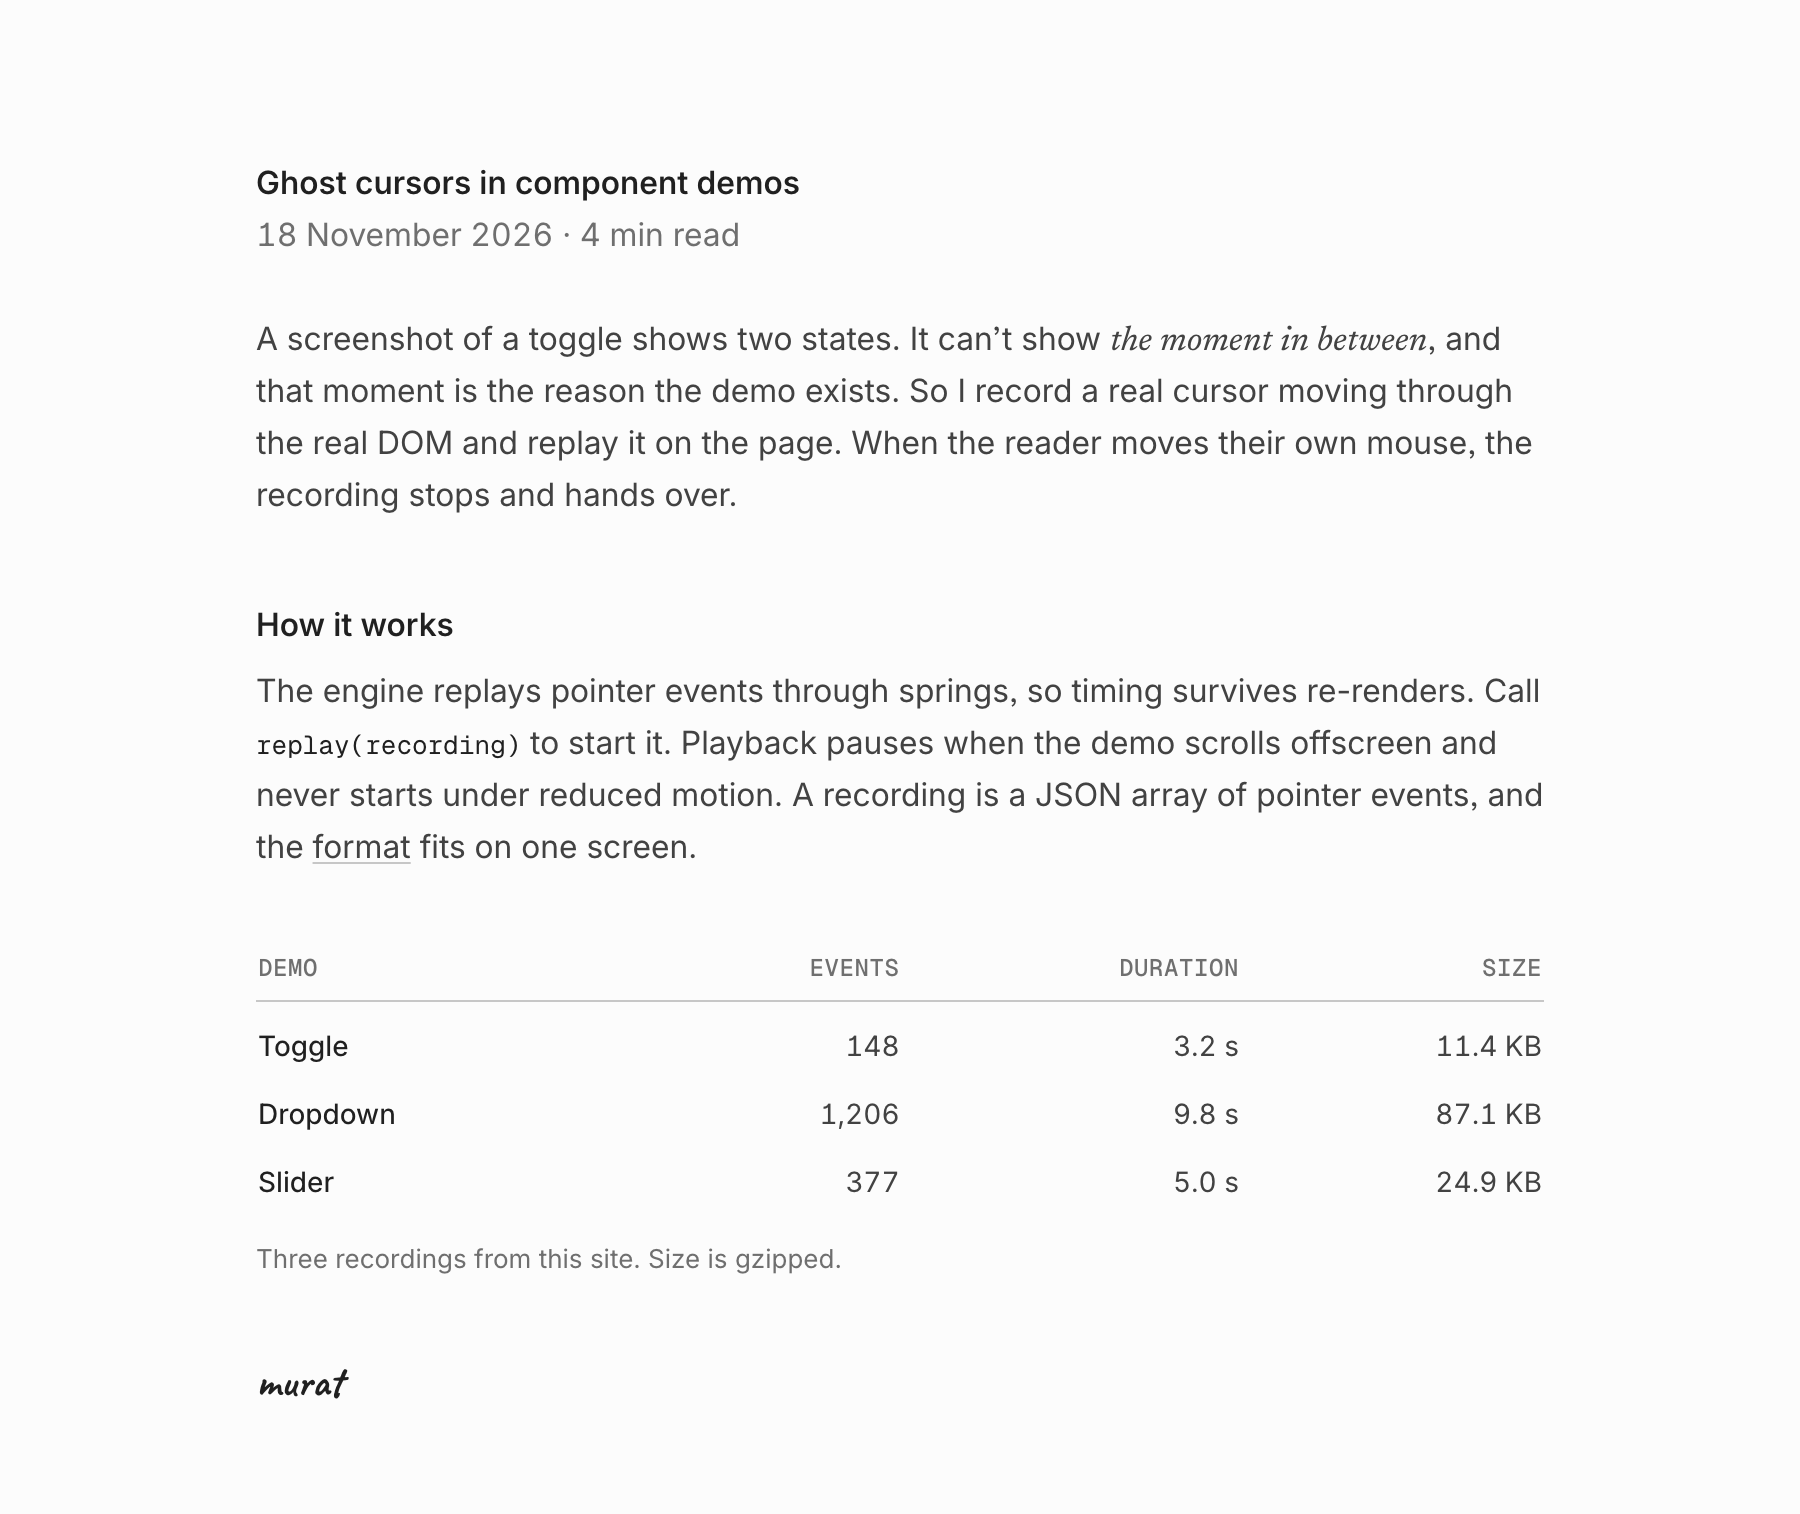 Ghost cursors in component demos
18 November 2026 · 4 min read
A screenshot of a toggle shows two states. It can’t show the moment in between, and
that moment is the reason the demo exists. So I record a real cursor moving through
the real DOM and replay it on the page. When the reader moves their own mouse, the
recording stops and hands over.
How it works
The engine replays pointer events through springs, so timing survives re-renders. Call
replay(recording) to start it. Playback pauses when the demo scrolls offscreen and
never starts under reduced motion. A recording is a JSON array of pointer events, and
the format fits on one screen.
DEMO EVENTS DURATION SIZE
Toggle 148 3.2 s 11.4 KB
Dropdown 1,206 9.8 s 87.1 KB
Slider 377 5.0 s 24.9 KB
Three recordings from this site. Size is gzipped.
murat